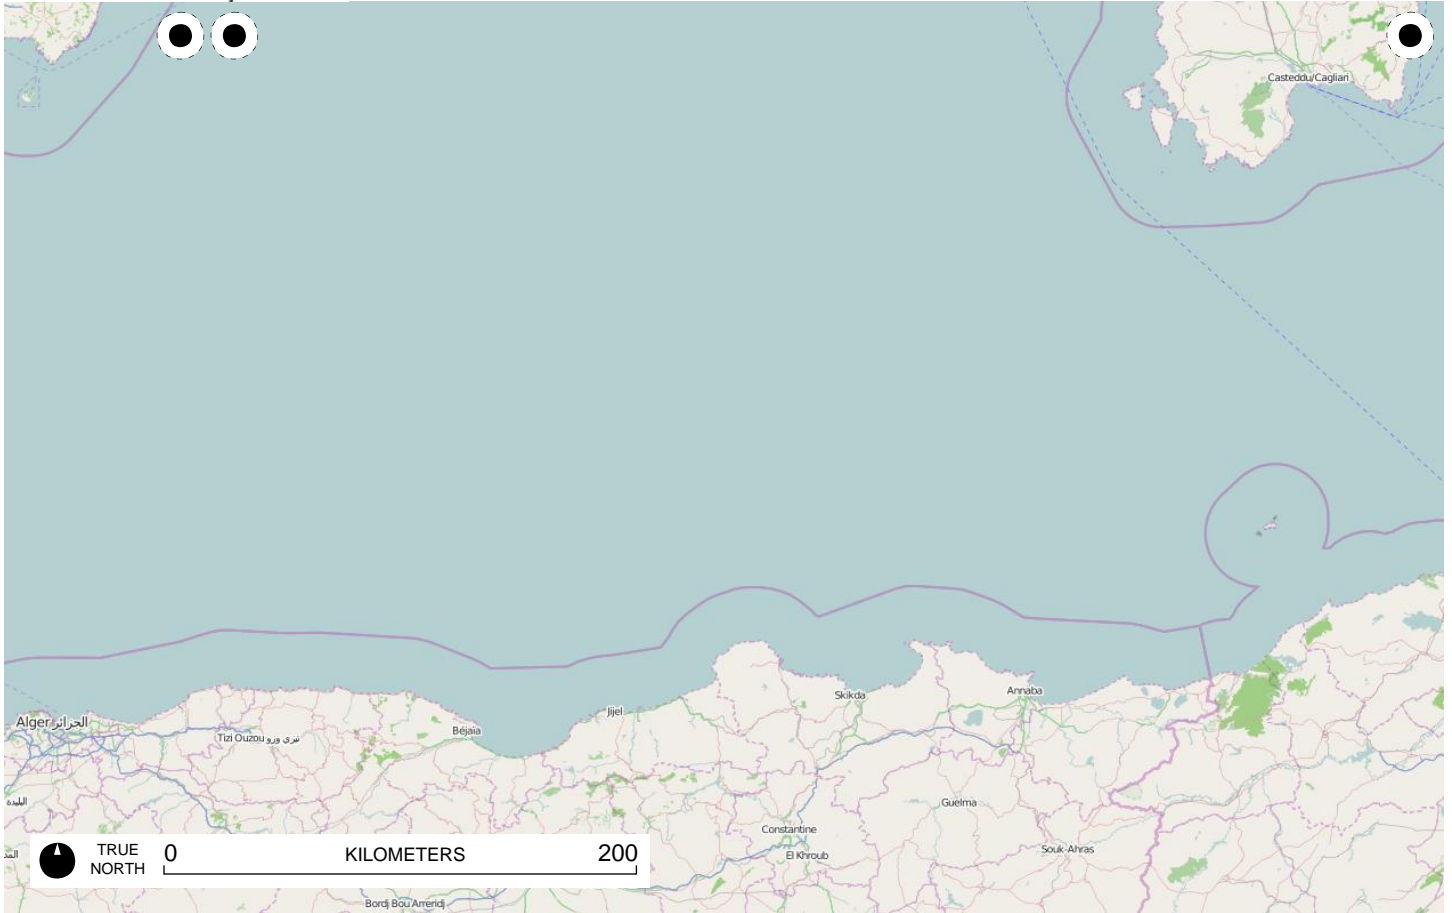 Casteddu/Cagliari
Skikda
Annaba
Alger الجزائر
Jijel
Tizi Ouzou تيزي وزو
Béjaïa
البليدة
Guelma
Constantine
El Khroub
Souk-Ahras
TRUE
NORTH
0 KILOMETERS 200
Bordj Bou Arreridj